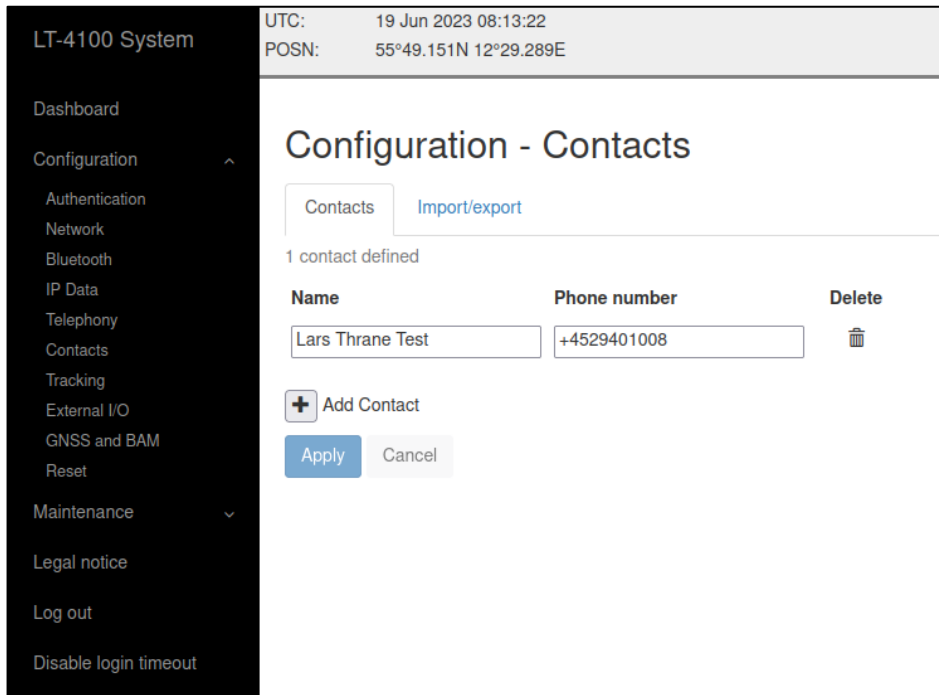 LT-4100 System
Dashboard
Configuration
Authentication
Network
Bluetooth
IP Data
Telephony
Contacts
Tracking
External I/O
GNSS and BAM
Reset
Maintenance
Legal notice
Log out
Disable login timeout
UTC: 19 Jun 2023 08:13:22
POSN: 55°49.151N 12°29.289E
Configuration - Contacts
Contacts Import/export
1 contact defined
Name Phone number Delete
Lars Thrane Test +4529401008
Add Contact
Apply Cancel